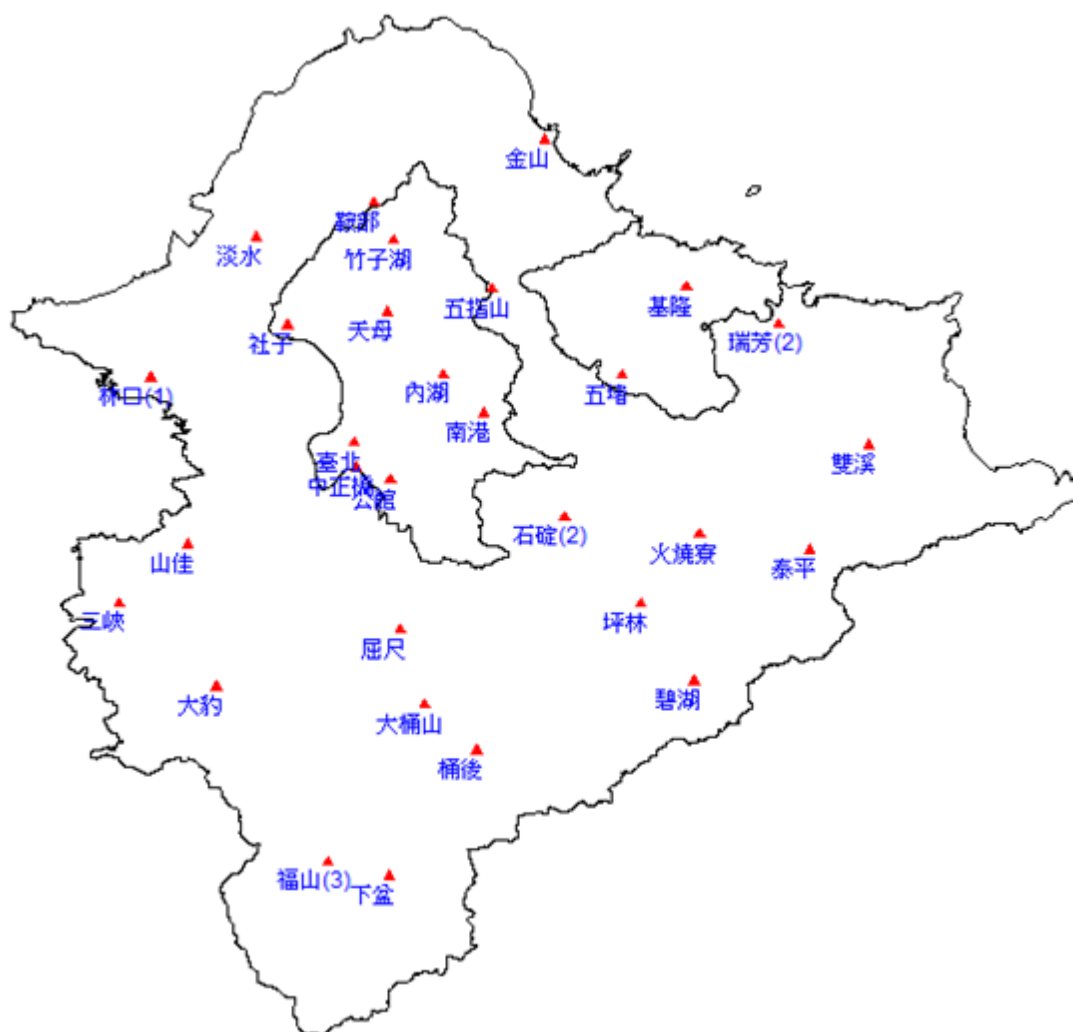 金山
鞍部
淡水
竹子湖
五指山
基隆
社子
天母
瑞芳(2)
林口(1)
內湖
五堵
南港
臺北
雙溪
中正橋
公館
石碇(2)
火燒寮
山佳
泰平
三峽
坪林
屈尺
大豹
碧湖
大桶山
桶後
福山(3)
下盆